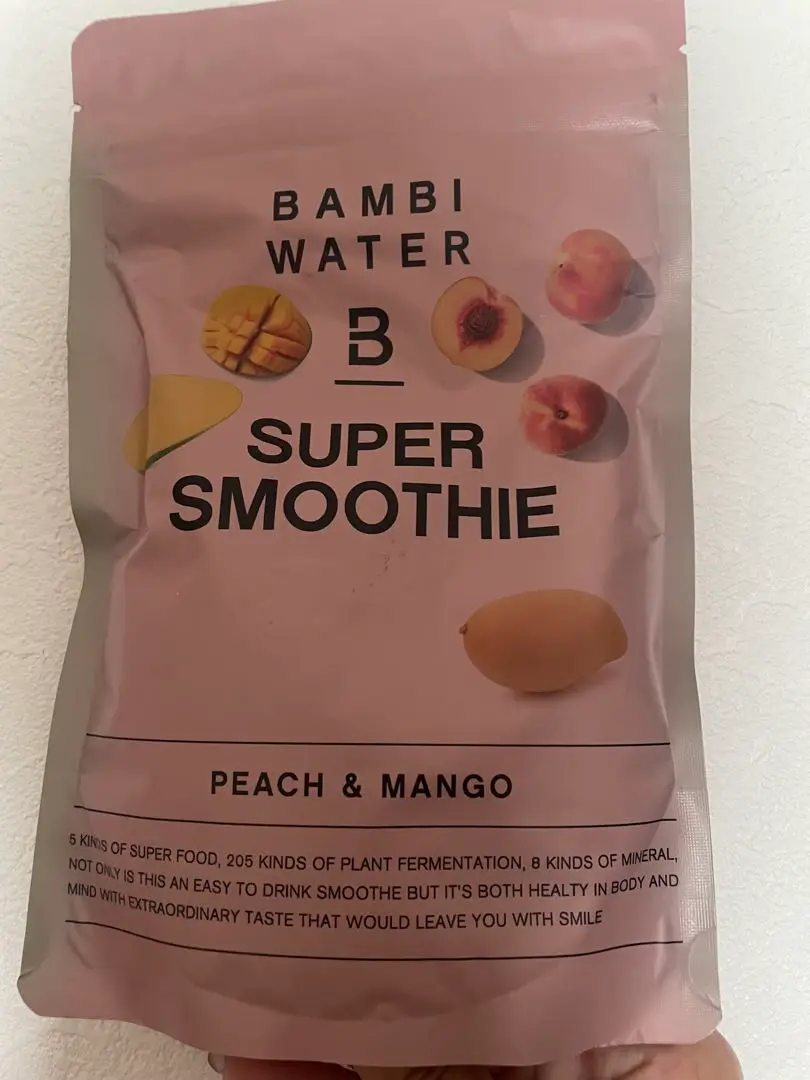 BAMBI
WATER
B
SUPER
SMOOTHIE
PEACH & MANGO
5 KINDS OF SUPER FOOD, 205 KINDS OF PLANT FERMENTATION, 8 KINDS OF MINERAL,
NOT ONLY IS THIS AN EASY TO DRINK SMOOTHE BUT IT'S BOTH HEALTY IN BODY AND
MIND WITH EXTRAORDINARY TASTE THAT WOULD LEAVE YOU WITH SMILE